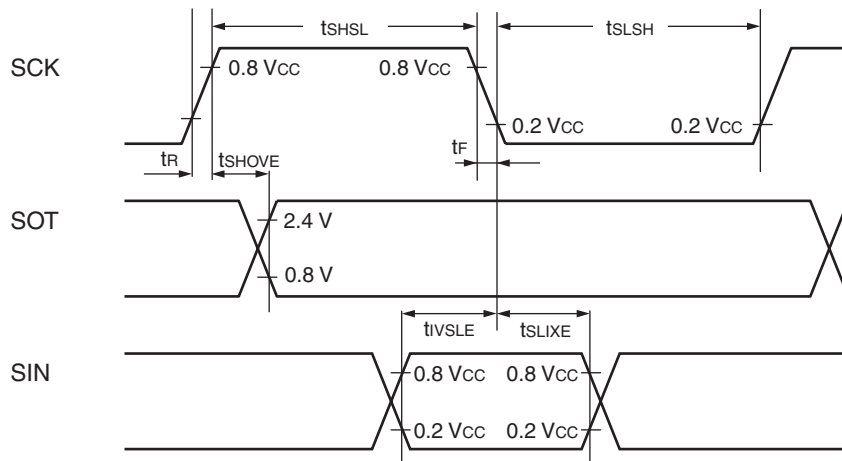 tSHSL tSLSH
SCK 0.8 VCC 0.8 VCC
0.2 VCC 0.2 VCC
tR tSHOVE tF
SOT 2.4 V
0.8 V
tIVSLE tSLIXE
SIN 0.8 VCC 0.8 VCC
0.2 VCC 0.2 VCC